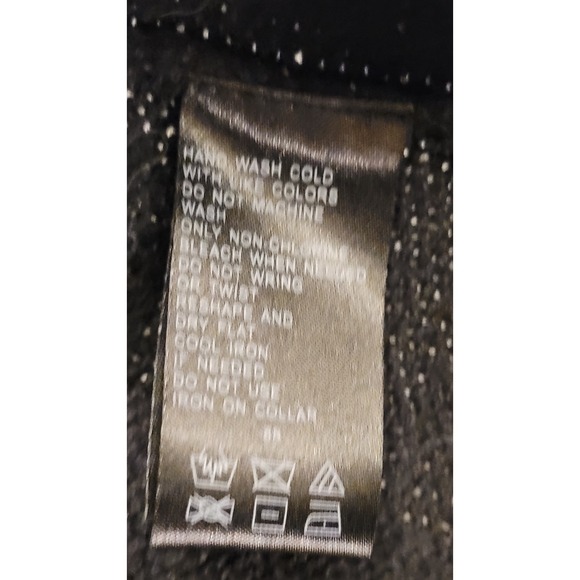 HAND WASH COLD
WITH LIKE COLORS
DO NOT MACHINE
WASH
ONLY NON-CHLORINE
BLEACH WHEN NEEDED
DO NOT WRING
OR TWIST
RESHAPE AND
DRY FLAT
COOL IRON
IF NEEDED
DO NOT USE
IRON ON COLLAR